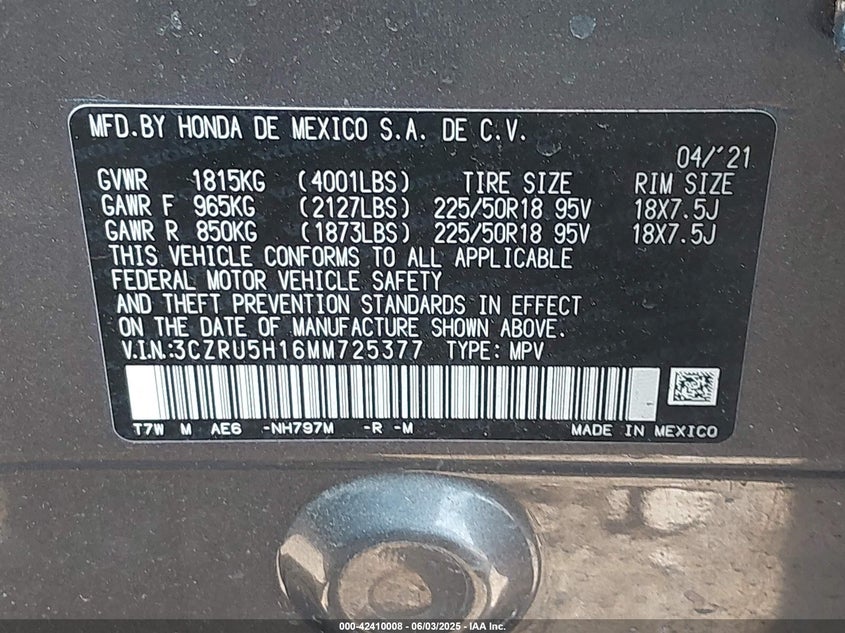 MFD.BY HONDA DE MEXICO S.A. DE C.V.
04/'21
GVWR 1815KG (4001LBS) TIRE SIZE RIM SIZE
GAWR F 965KG (2127LBS) 225/50R18 95V 18X7.5J
GAWR R 850KG (1873LBS) 225/50R18 95V 18X7.5J
THIS VEHICLE CONFORMS TO ALL APPLICABLE
FEDERAL MOTOR VEHICLE SAFETY
AND THEFT PREVENTION STANDARDS IN EFFECT
ON THE DATE OF MANUFACTURE SHOWN ABOVE.
V.I.N.:3CZRU5H16MM725377 TYPE: MPV
T7W M AE6 -NH797M -R -M MADE IN MEXICO
000-42410008 - 06/03/2025 - IAA Inc.